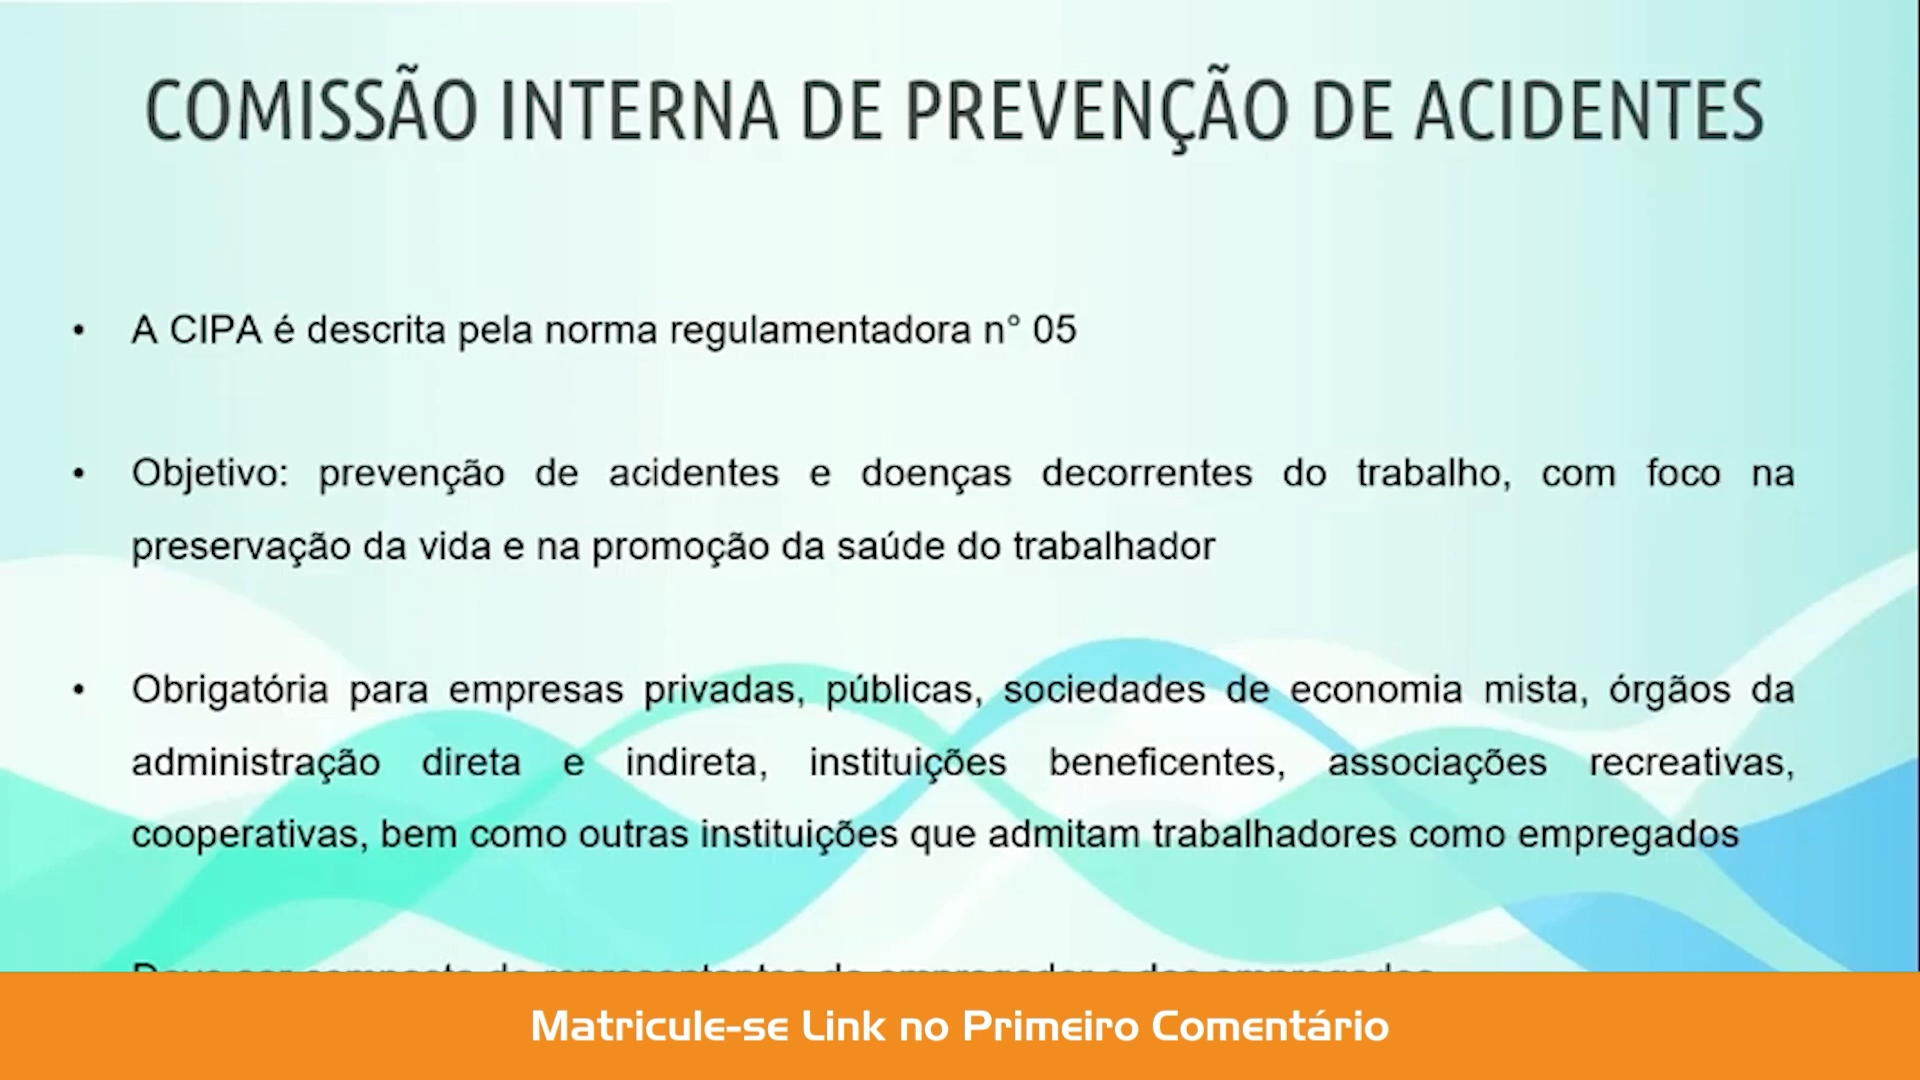 COMISSÃO INTERNA DE PREVENÇÃO DE ACIDENTES
• A CIPA é descrita pela norma regulamentadora n° 05
• Objetivo: prevenção de acidentes e doenças decorrentes do trabalho, com foco na
preservação da vida e na promoção da saúde do trabalhador
• Obrigatória para empresas privadas, públicas, sociedades de economia mista, órgãos da
administração direta e indireta, instituições beneficentes, associações recreativas,
cooperativas, bem como outras instituições que admitam trabalhadores como empregados
Matricule-se Link no Primeiro Comentário